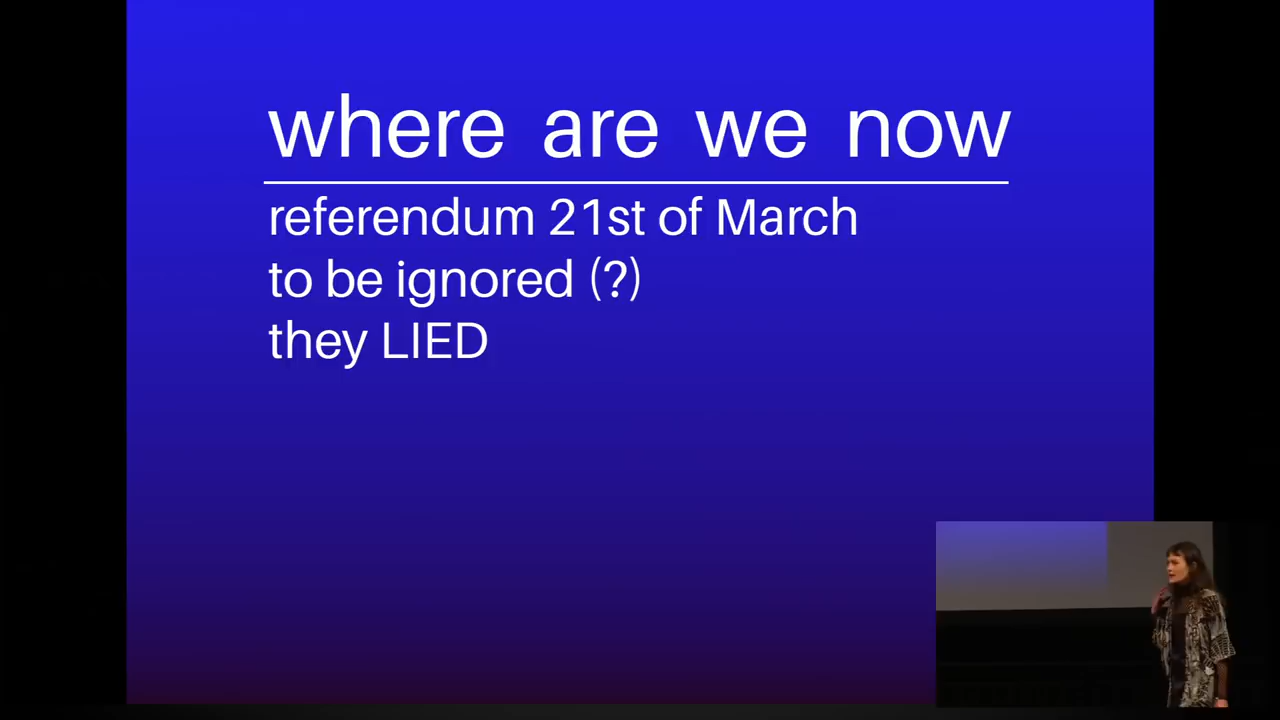 where are we now
referendum 21st of March
to be ignored (?)
they LIED